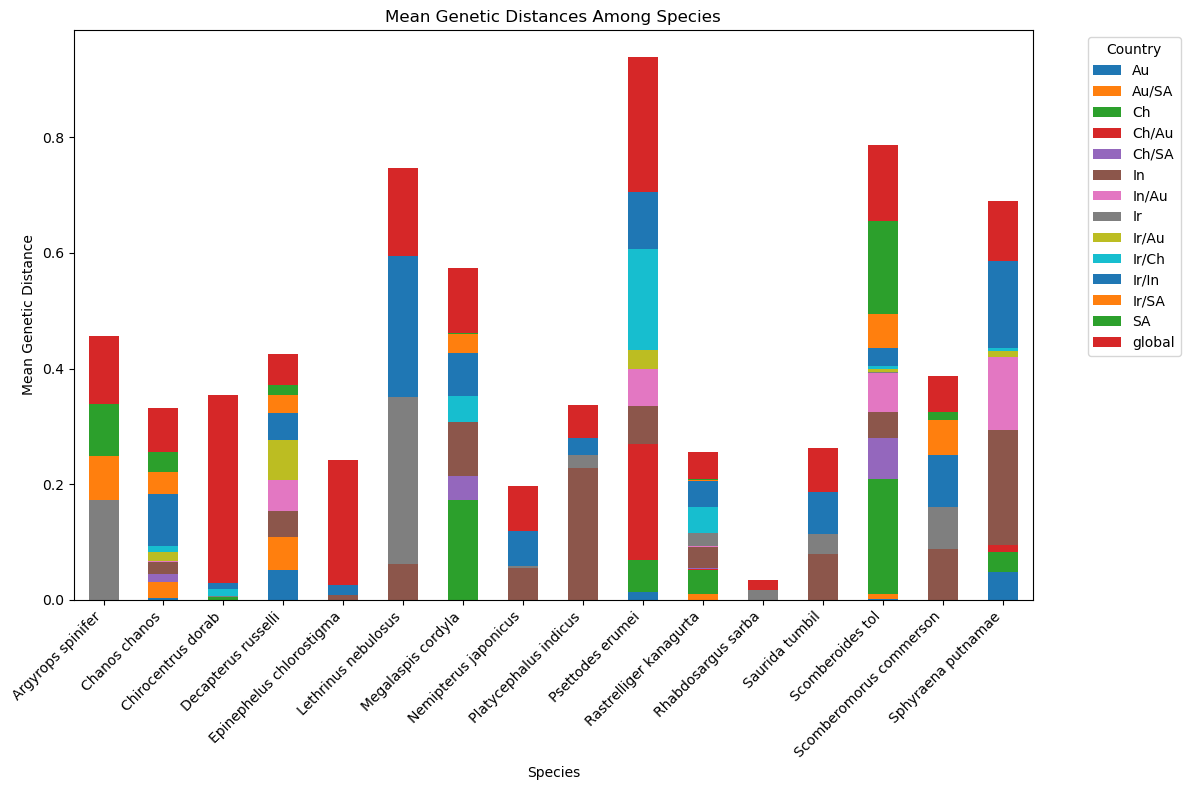 Mean Genetic Distances Among Species
Mean Genetic Distance
0.8
0.6
0.4
0.2
0.0
Argyrops spinifer
Chanos chanos
Chirocentrus dorab
Decapterus russelli
Epinephelus chlorostigma
Lethrinus nebulosus
Megalaspis cordyla
Nemipterus japonicus
Platycephalus indicus
Psettodes erumei
Rastrelliger kanagurta
Rhabdosargus sarba
Saurida tumbil
Scomberoides tol
Scomberomorus commerson
Sphyraena putnamae
Species
Country
Au
Au/SA
Ch
Ch/Au
Ch/SA
In
In/Au
Ir
Ir/Au
Ir/Ch
Ir/In
Ir/SA
SA
global